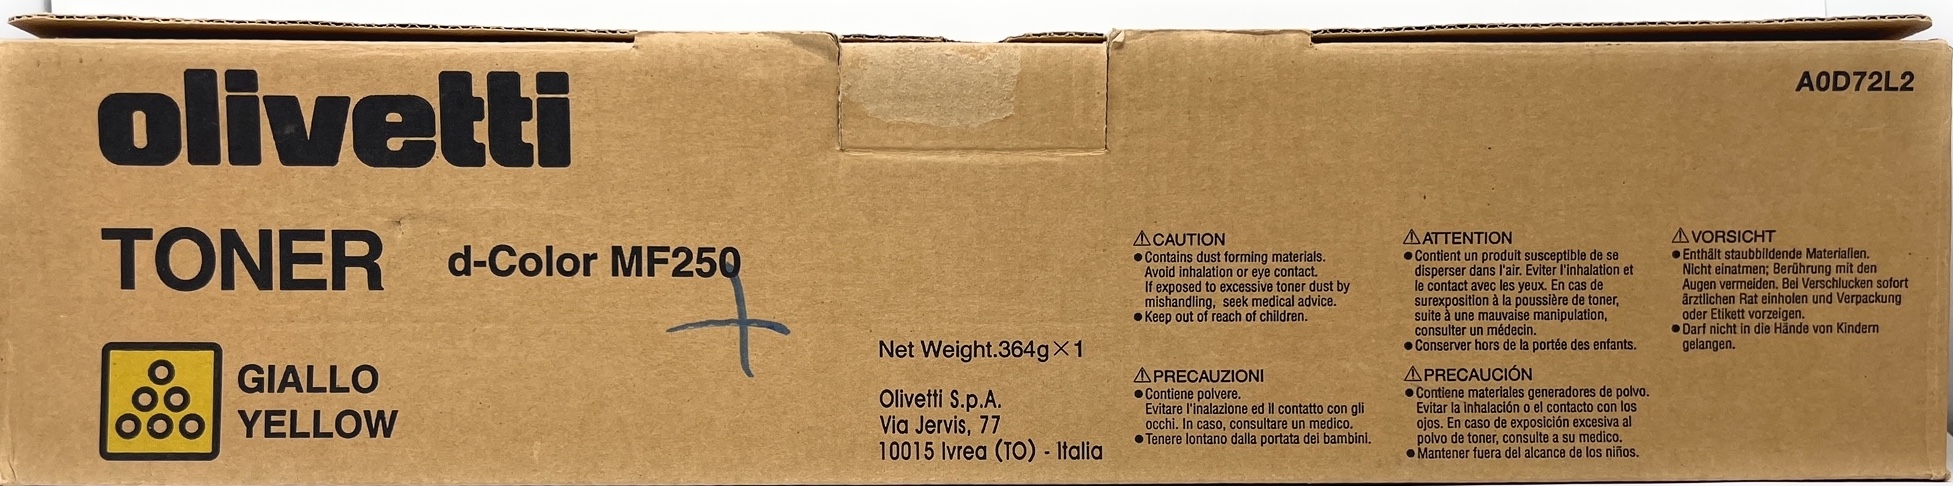 olivetti
A0D72L2
TONER d-Color MF250
GIALLO
YELLOW
Net Weight.364g×1
Olivetti S.p.A.
Via Jervis, 77
10015 Ivrea (TO) - Italia
⚠CAUTION
●Contains dust forming materials.
Avoid inhalation or eye contact.
If exposed to excessive toner dust by
mishandling, seek medical advice.
●Keep out of reach of children.
⚠PRECAUZIONI
●Contiene polvere.
Evitare l'inalazione ed il contatto con gli
occhi. In caso, consultare un medico.
●Tenere lontano dalla portata dei bambini.
⚠ATTENTION
●Contient un produit susceptible de se
disperser dans l'air. Eviter l'inhalation et
le contact avec les yeux. En cas de
surexposition à la poussière de toner,
suite à une mauvaise manipulation,
consulter un médecin.
●Conserver hors de la portée des enfants.
⚠PRECAUCIÓN
●Contiene materiales generadores de polvo.
Evitar la inhalación o el contacto con los
ojos. En caso de exposición excesiva al
polvo de toner, consulte a su medico.
●Mantener fuera del alcance de los niños.
⚠VORSICHT
●Enthält staubbildende Materialien.
Nicht einatmen; Berührung mit den
Augen vermeiden. Bei Verschlucken sofort
ärztlichen Rat einholen und Verpackung
oder Etikett vorzeigen.
●Darf nicht in die Hände von Kindern
gelangen.